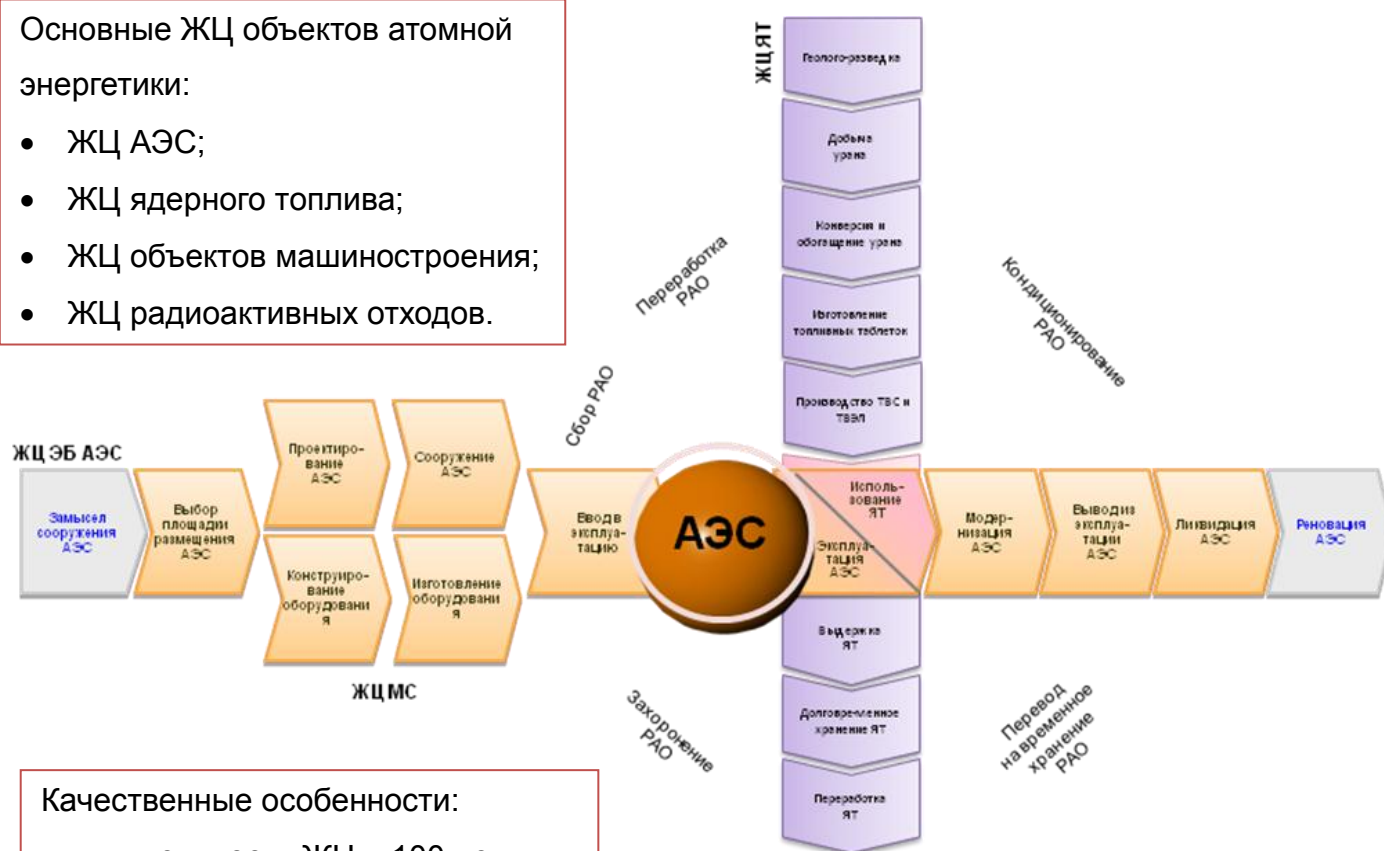 Основные ЖЦ объектов атомной
энергетики:
• ЖЦ АЭС;
• ЖЦ ядерного топлива;
• ЖЦ объектов машиностроения;
• ЖЦ радиоактивных отходов.
ЖЦ ЯТ
Геолого-разведка
Добыча
урана
Конверсия и
обогащение урана
Изготовление
топливных таблеток
Производство ТВС и
ТВЭЛ
Переработка
РАО
Кондиционирование
РАО
Сбор РАО
ЖЦ ЭБ АЭС
Замысел
сооружения
АЭС
Выбор
площадки
размещения
АЭС
Проектиро-
вание
АЭС
Сооружение
АЭС
Конструиро-
вание
оборудовани
я
Изготовление
оборудовани
я
ЖЦ МС
Ввод в
эксплуа-
тацию
АЭС
Исполь-
зование
ЯТ
Эксплуа-
тация
АЭС
Модер-
низация
АЭС
Вывод из
эксплуа-
тации
АЭС
Ликвидация
АЭС
Реновация
АЭС
Выдержка
ЯТ
Долговременное
хранение ЯТ
Переработка
ЯТ
Захоронение
РАО
Перевод
на временное
хранение
РАО
Качественные особенности: